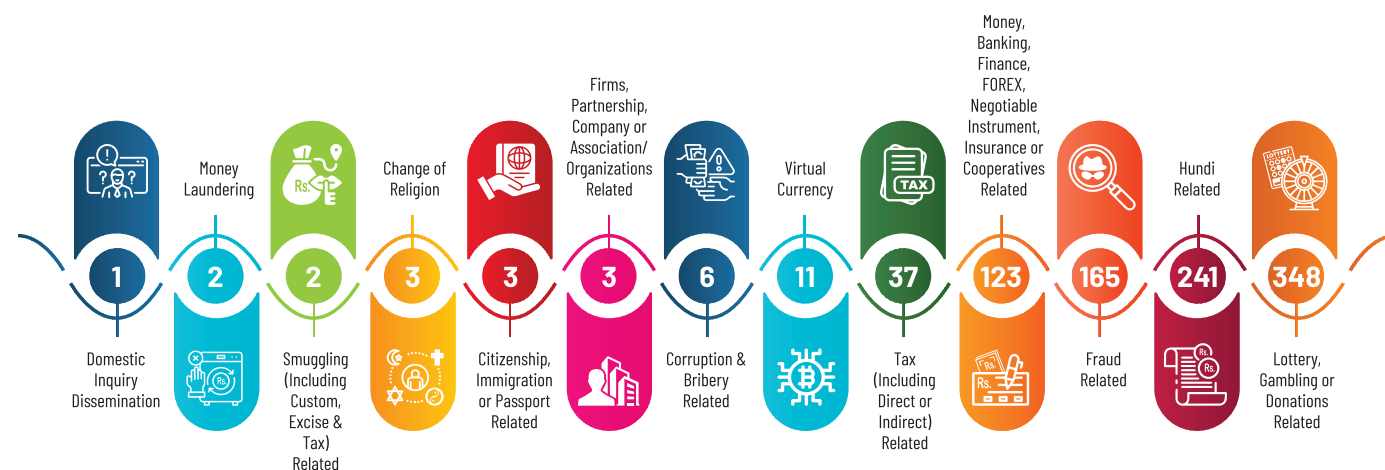 1
Domestic
Inquiry
Dissemination
Money
Laundering
2
Rs.
Rs.
2
Smuggling
(Including
Custom,
Excise &
Tax)
Related
Change of
Religion
3
3
Citizenship,
Immigration
or Passport
Related
Firms,
Partnership,
Company or
Association/
Organizations
Related
3
6
Corruption &
Bribery
Related
Virtual
Currency
11
TAX
37
Tax
(Including
Direct or
Indirect)
Related
Money,
Banking,
Finance,
FOREX,
Negotiable
Instrument,
Insurance or
Cooperatives
Related
123
Rs.
165
Fraud
Related
Hundi
Related
241
Rs.
Rs.
LOTTERY
348
Lottery,
Gambling or
Donations
Related